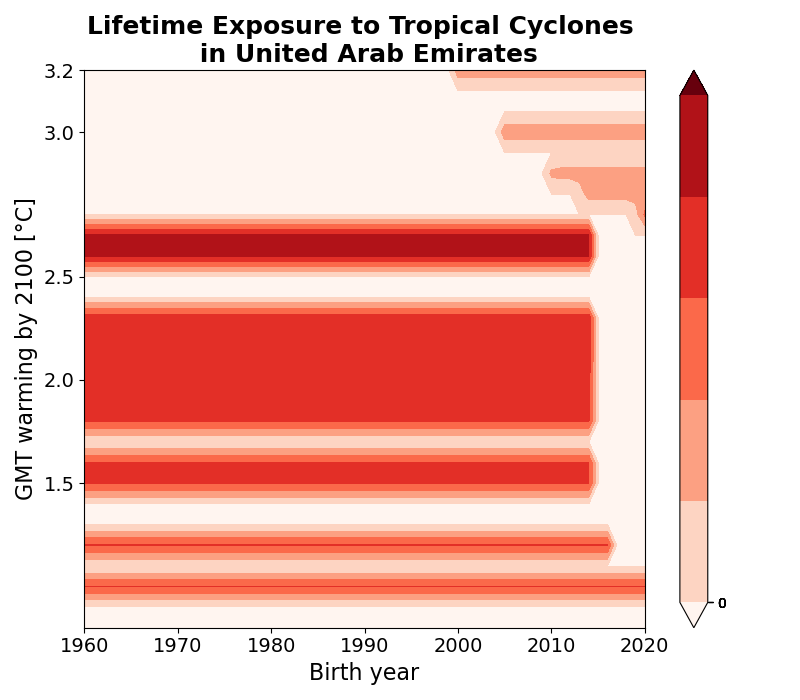 Lifetime Exposure to Tropical Cyclones
in United Arab Emirates
3.2
3.0
2.5
2.0
1.5
GMT warming by 2100 [°C]
1960 1970 1980 1990 2000 2010 2020
Birth year
0